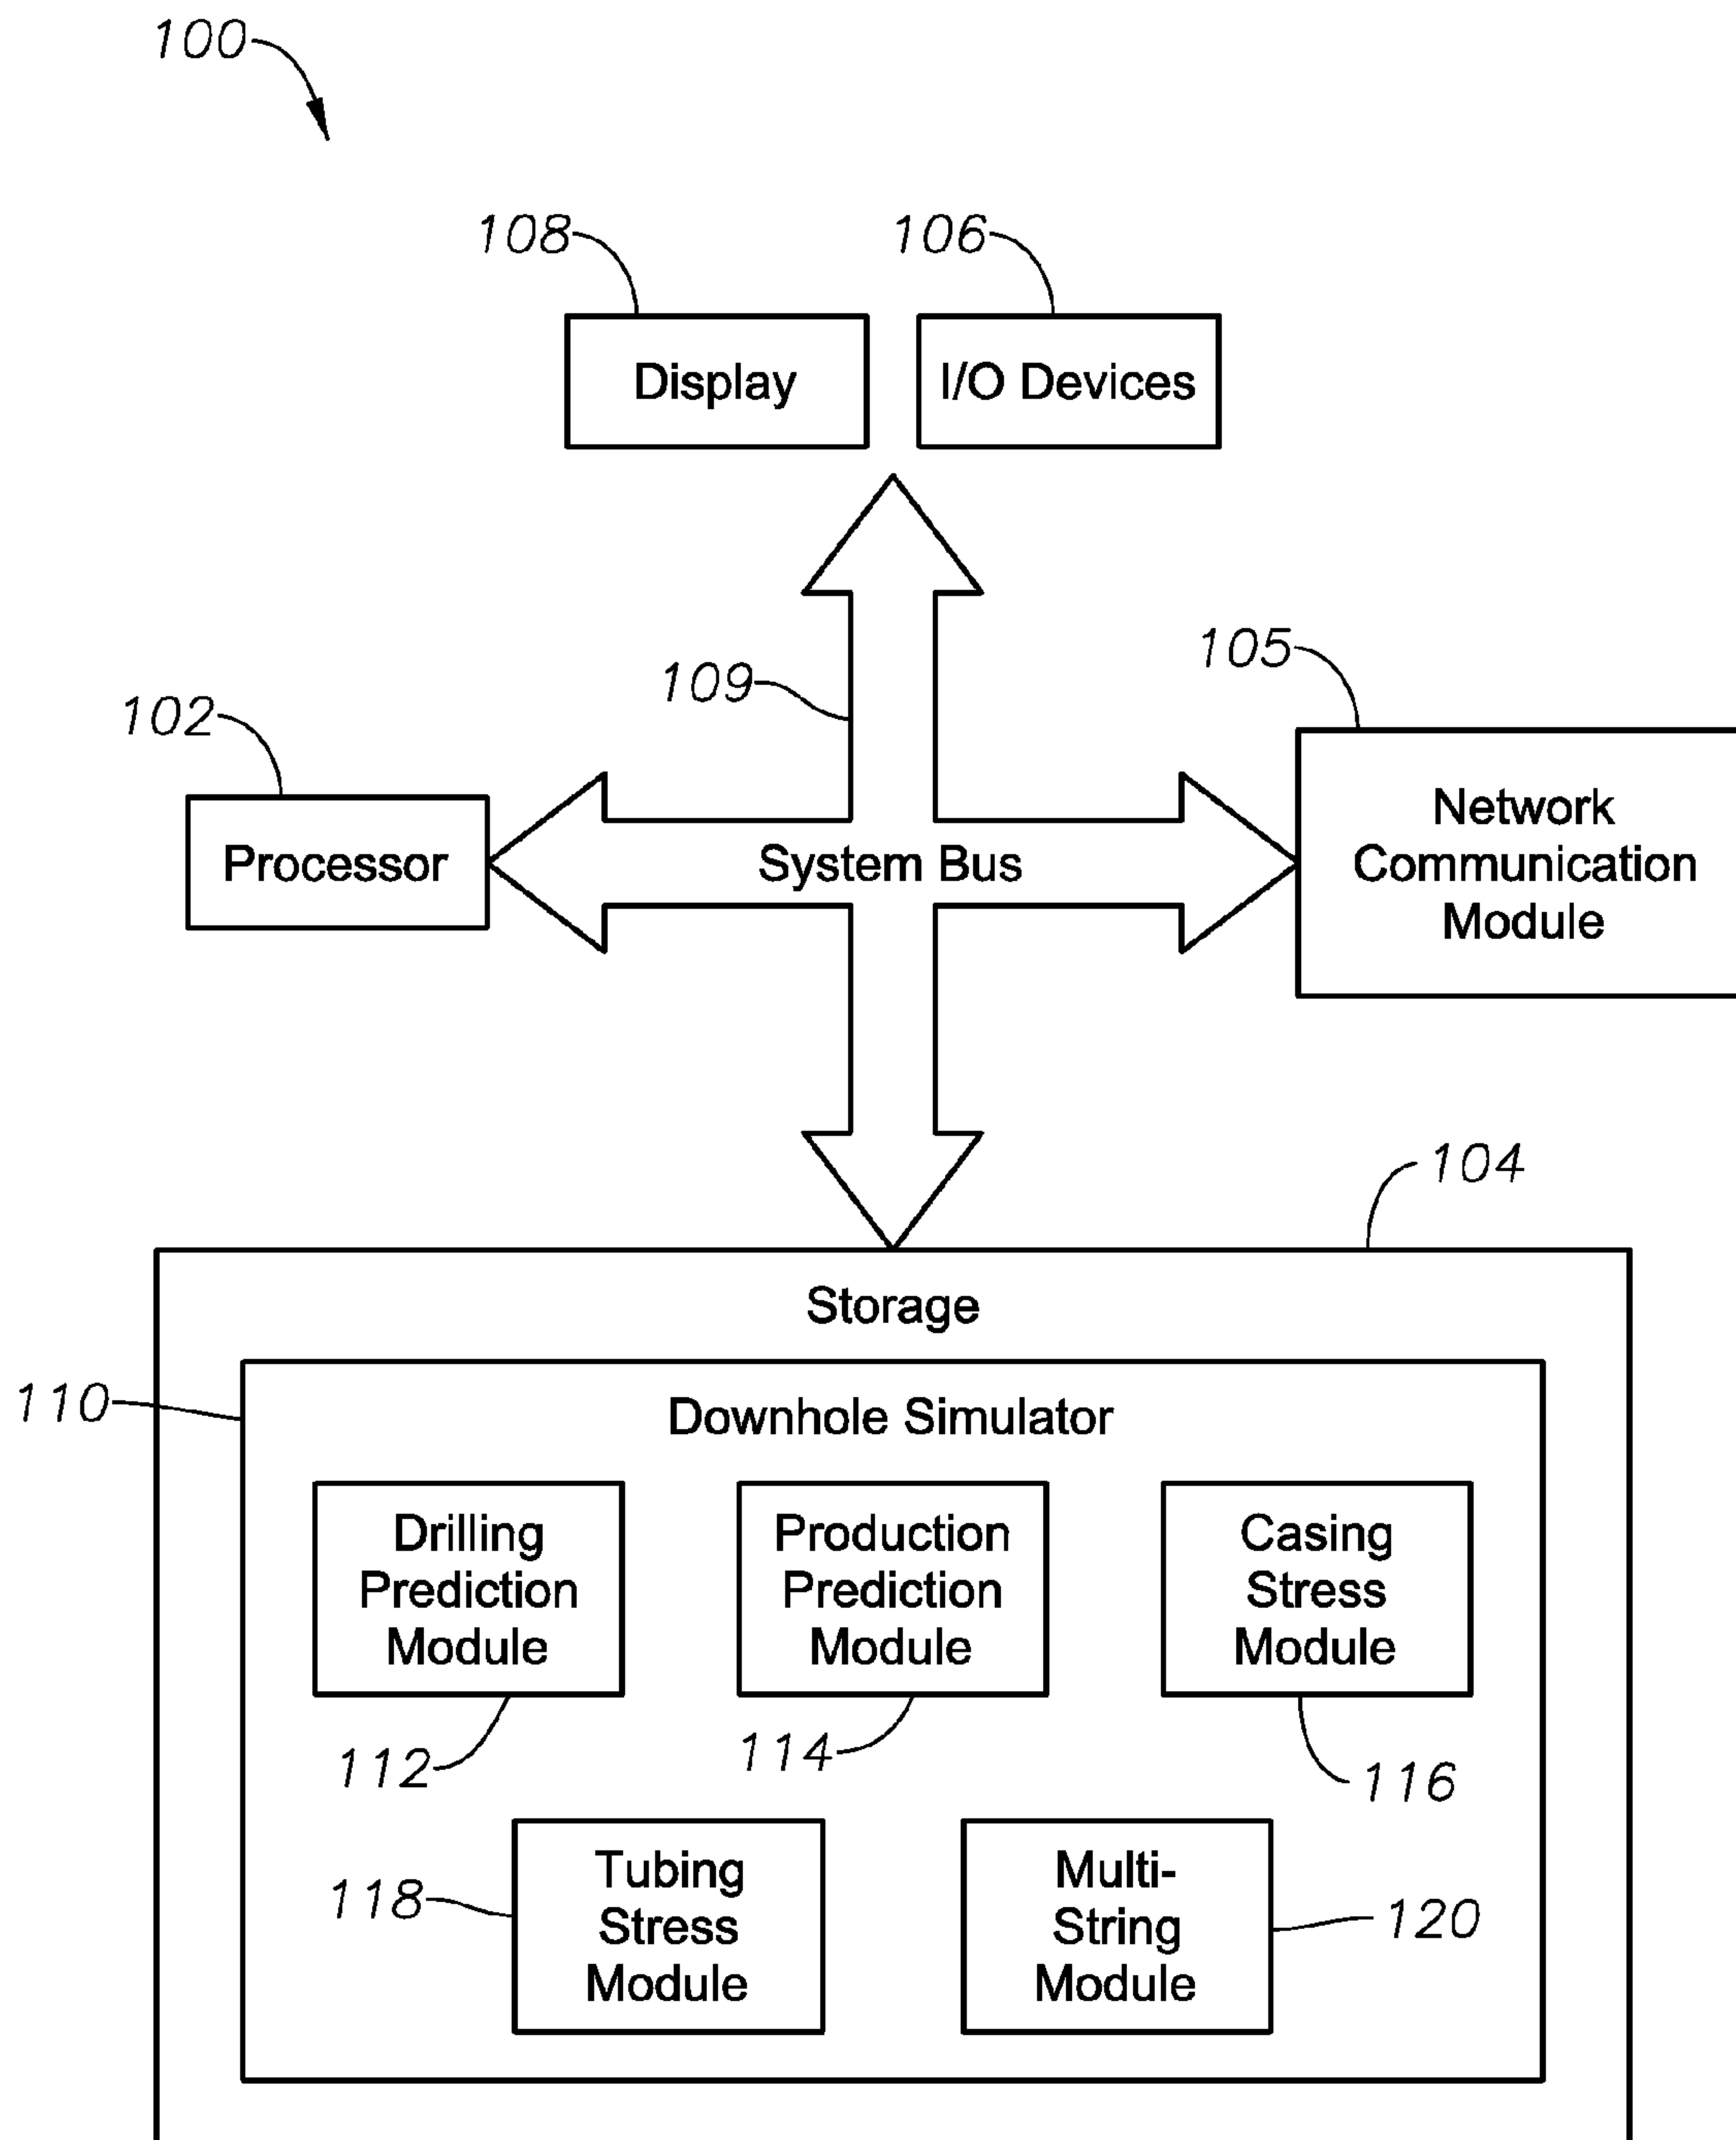 100
108
106
Display
I/O Devices
109
105
102
Processor
System Bus
Network
Communication
Module
104
Storage
110
Downhole Simulator
Drilling
Prediction
Module
Production
Prediction
Module
Casing
Stress
Module
112
114
116
Tubing
Stress
Module
118
Multi-
String
Module
120